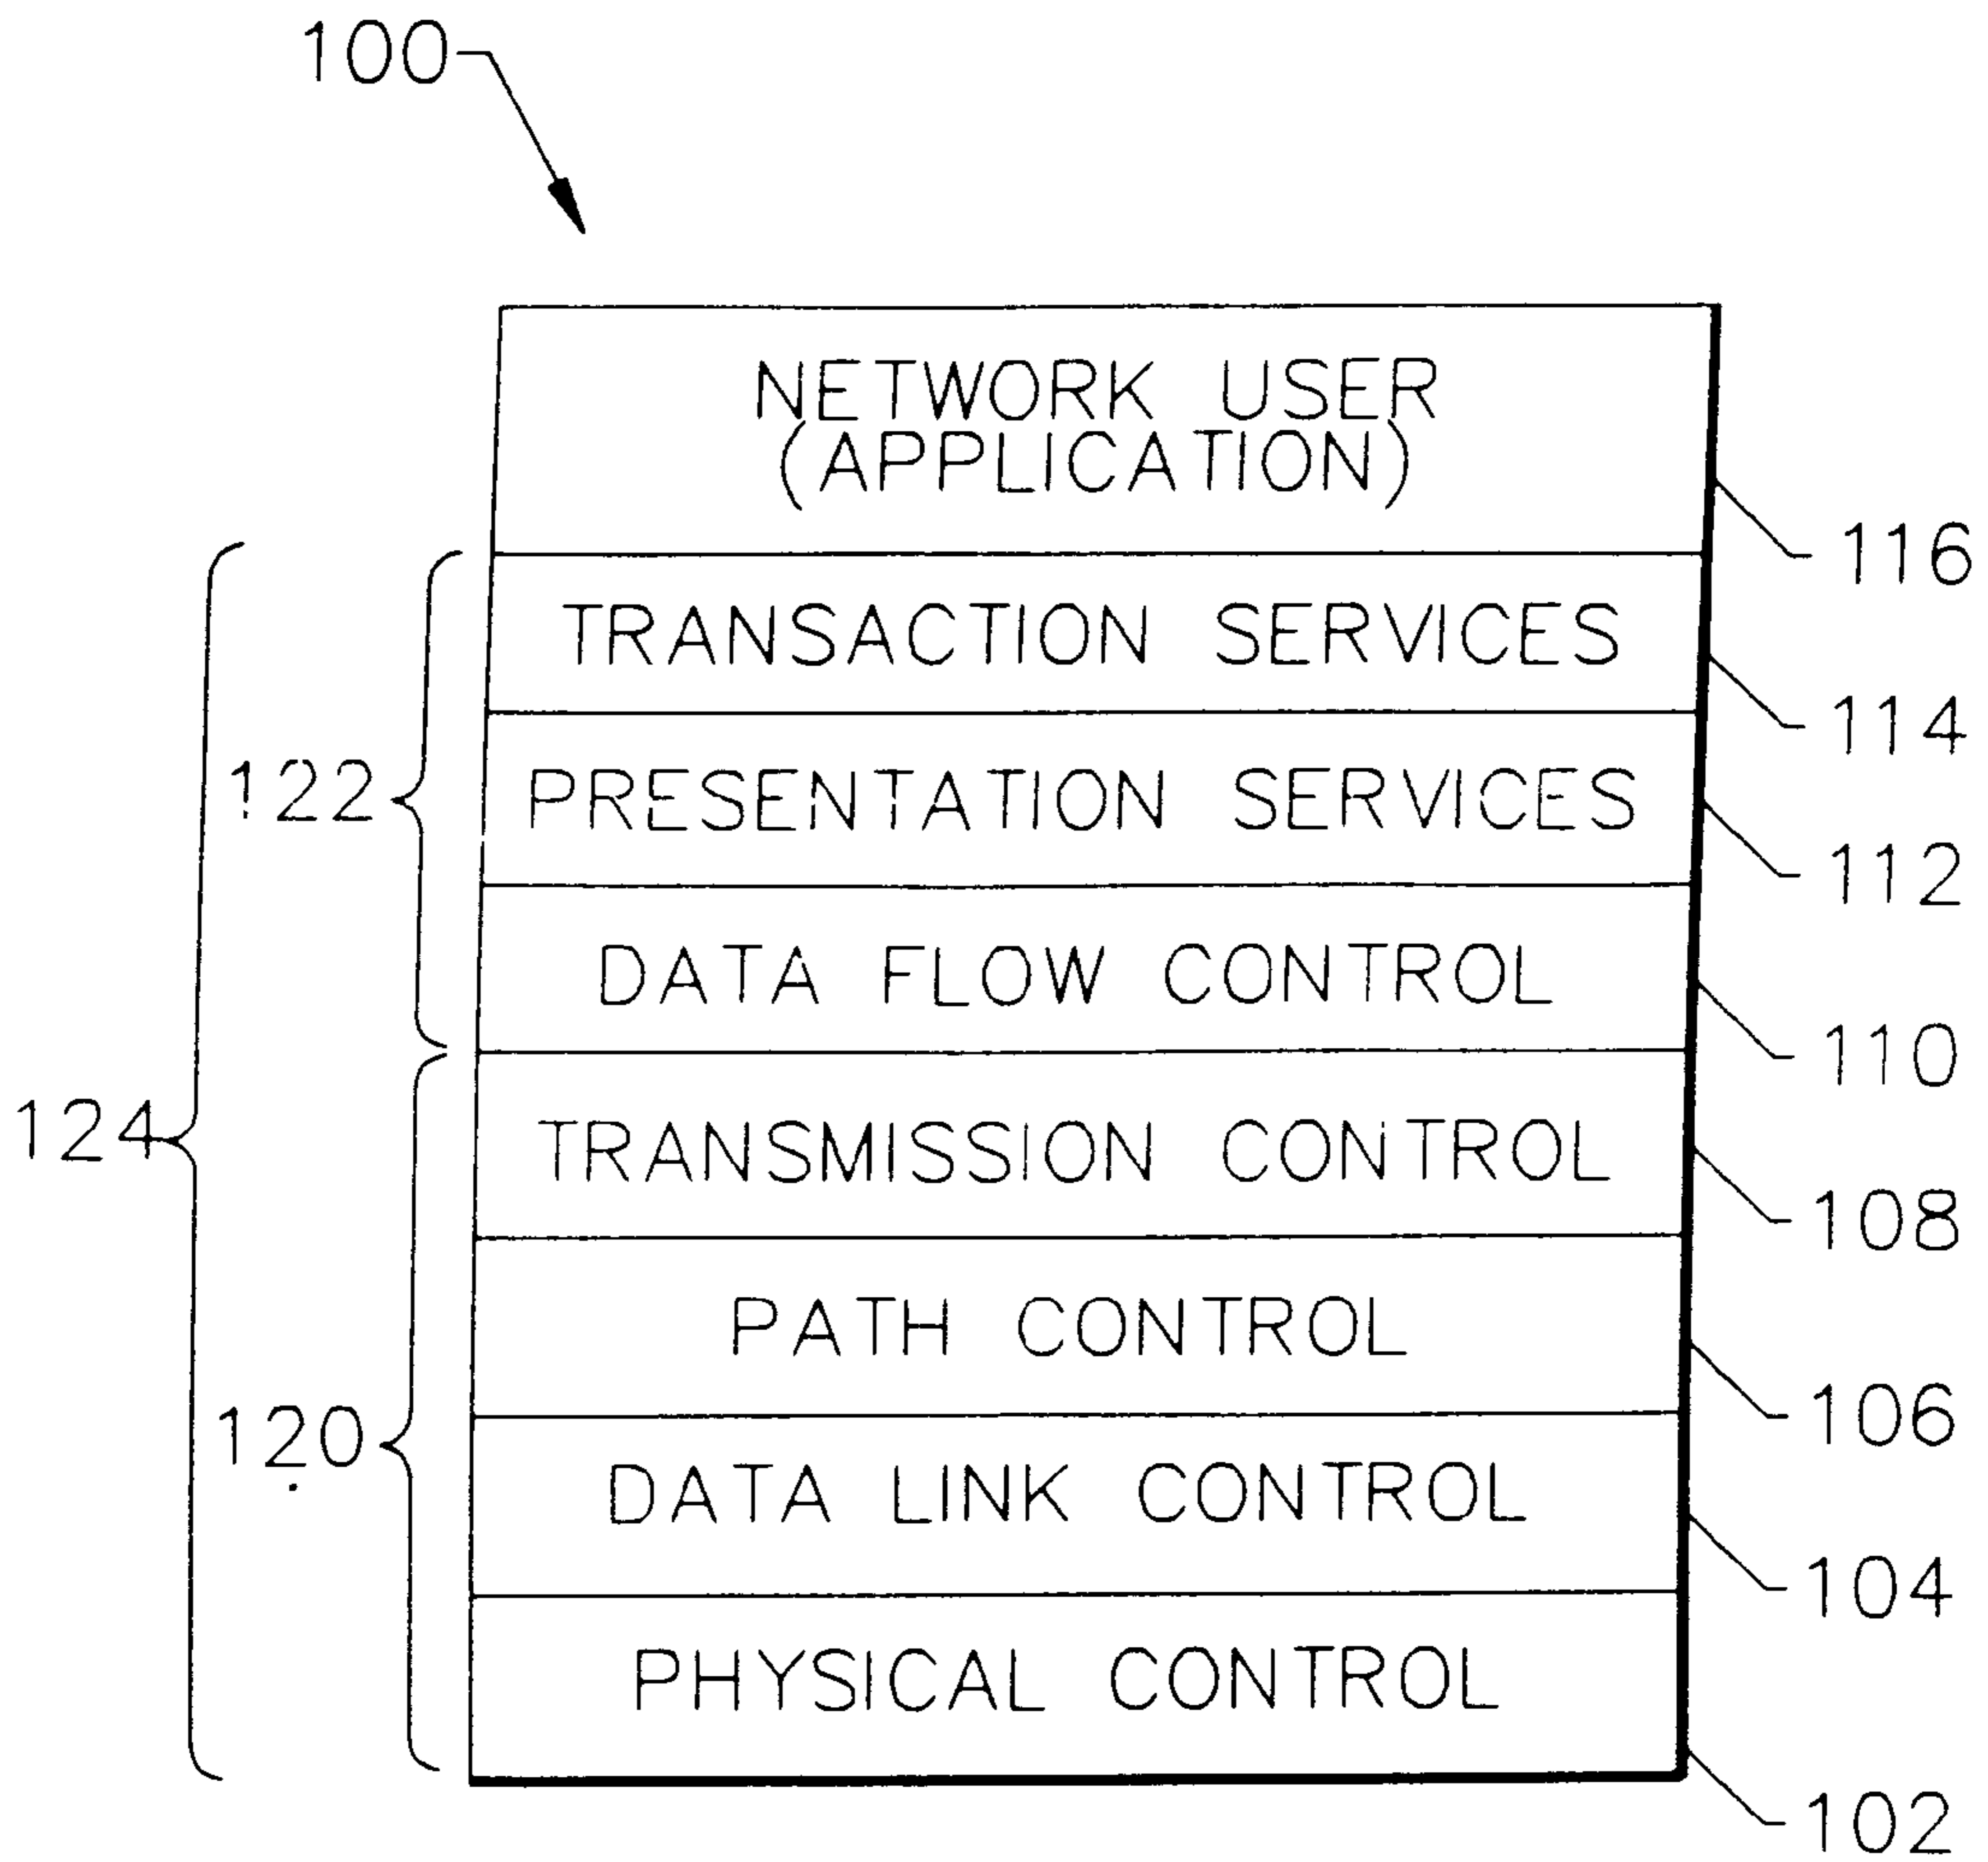 100
NETWORK USER
(APPLICATION)
116
TRANSACTION SERVICES
114
122
PRESENTATION SERVICES
112
DATA FLOW CONTROL
110
124
TRANSMISSION CONTROL
108
PATH CONTROL
106
120
DATA LINK CONTROL
104
PHYSICAL CONTROL
102